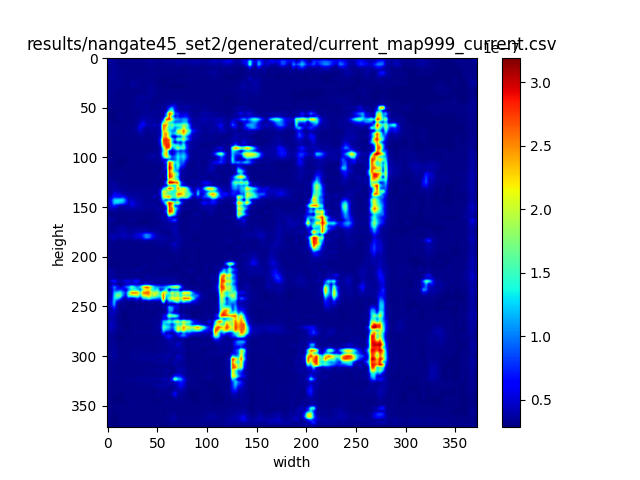 results/nangate45_set2/generated/current_map999_current.csv
1e−7
0
50
100
150
200
250
300
350
height
0 50 100 150 200 250 300 350
width
3.0
2.5
2.0
1.5
1.0
0.5